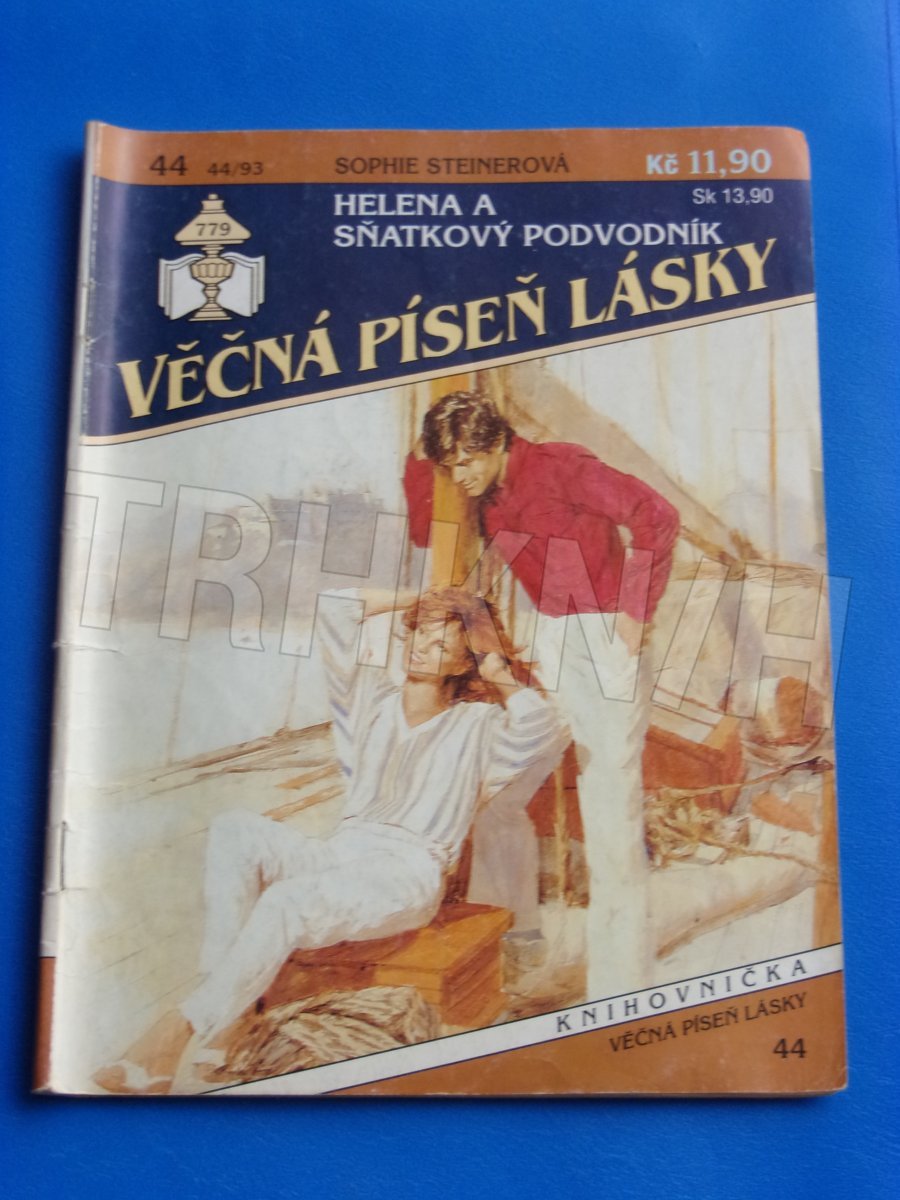 44 44/93 SOPHIE STEINEROVÁ Kč 11,90
Sk 13,90
779
HELENA A
SŇATKOVÝ PODVODNÍK
VĚČNÁ PÍSEŇ LÁSKY
TRHKNIH
KNIHOVNIČKA
VĚČNÁ PÍSEŇ LÁSKY
44